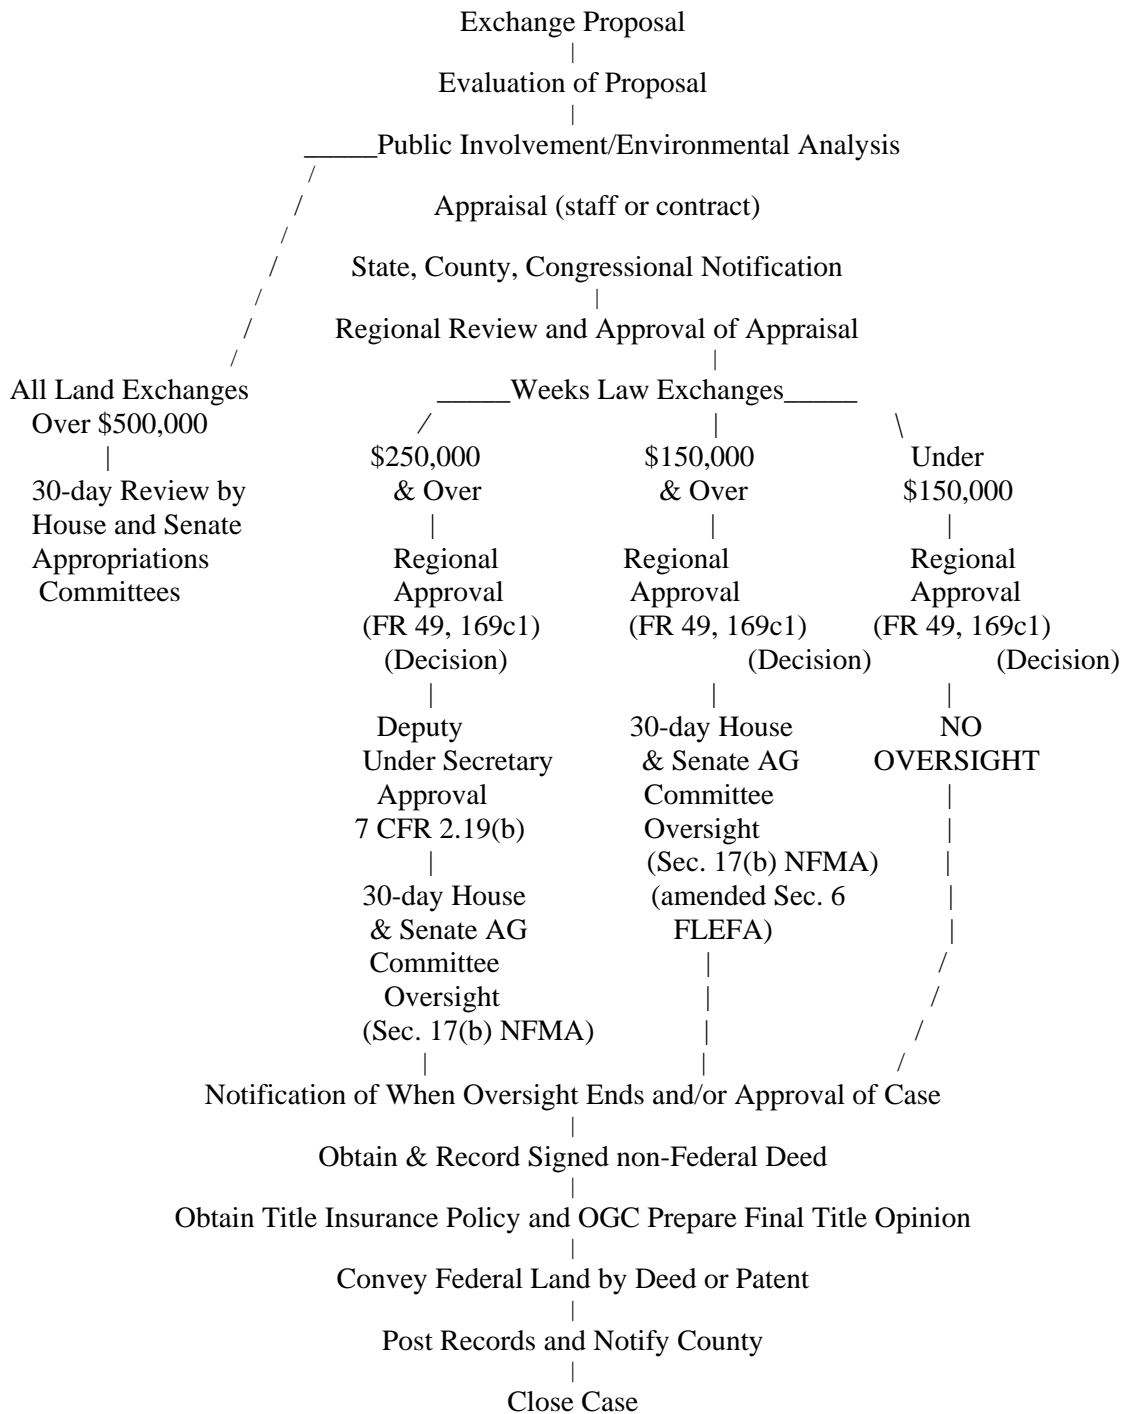 Exchange Proposal
|
Evaluation of Proposal
|
_____Public Involvement/Environmental Analysis
/
/ Appraisal (staff or contract)
/
/ State, County, Congressional Notification
/ |
/ Regional Review and Approval of Appraisal
/ |
All Land Exchanges _____Weeks Law Exchanges_____
Over $500,000 / | \
| $250,000 $150,000 Under
30-day Review by & Over & Over $150,000
House and Senate | | |
Appropriations Regional Regional Regional
Committees Approval Approval Approval
(FR 49, 169c1) (FR 49, 169c1) (FR 49, 169c1)
(Decision) (Decision) (Decision)
| | |
Deputy 30-day House NO
Under Secretary & Senate AG OVERSIGHT
Approval Committee |
7 CFR 2.19(b) Oversight |
| (Sec. 17(b) NFMA) |
30-day House (amended Sec. 6 |
& Senate AG FLEFA) |
Committee | /
Oversight | /
(Sec. 17(b) NFMA) | /
| | /
Notification of When Oversight Ends and/or Approval of Case
|
Obtain & Record Signed non-Federal Deed
|
Obtain Title Insurance Policy and OGC Prepare Final Title Opinion
|
Convey Federal Land by Deed or Patent
|
Post Records and Notify County
|
Close Case